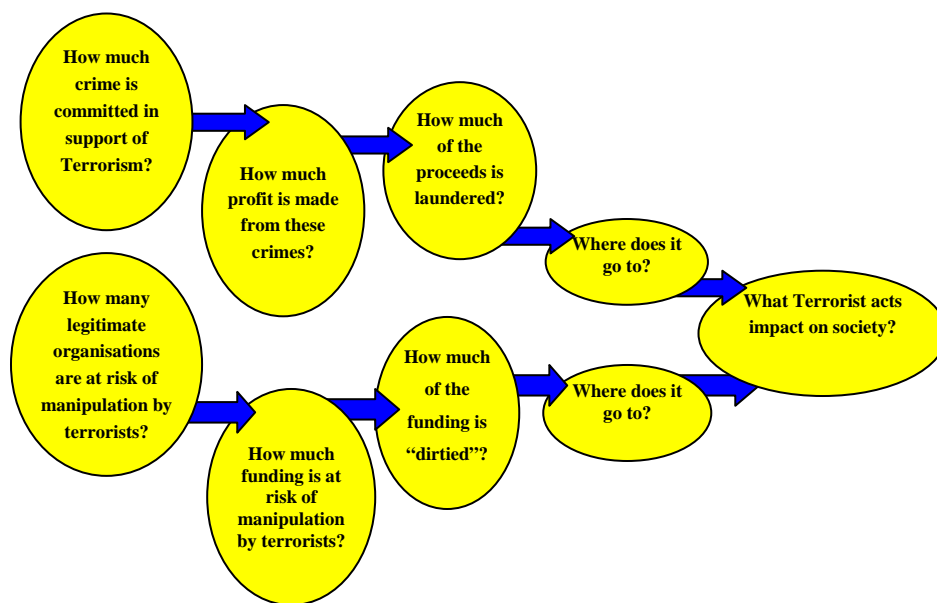 How much
crime is
committed in
support of
Terrorism?
How much
profit is made
from these
crimes?
How much
of the
proceeds is
laundered?
Where does it
go to?
What Terrorist acts
impact on society?
How many
legitimate
organisations
are at risk of
manipulation by
terrorists?
How much
funding is at
risk of
manipulation
by terrorists?
How much
of the
funding is
“dirtied”?
Where does it
go to?